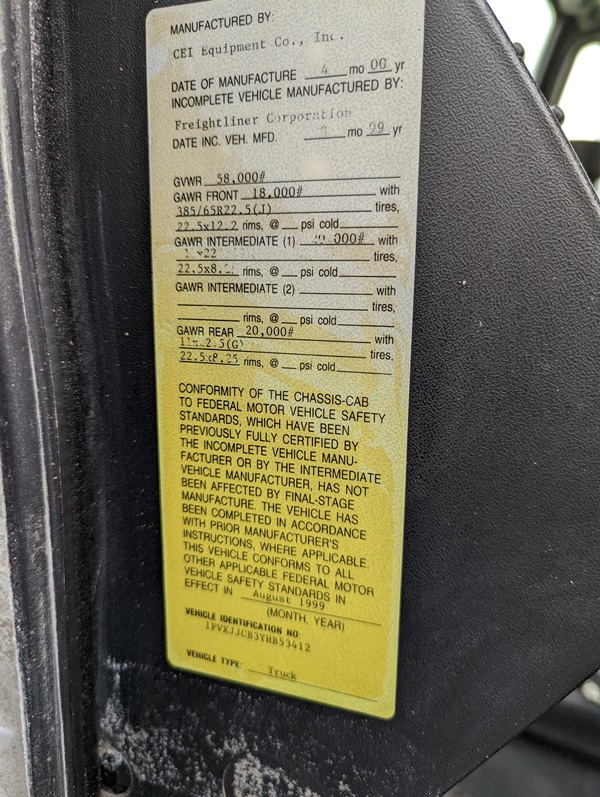 MANUFACTURED BY:
CEI Equipment Co., Inc.
DATE OF MANUFACTURE 4 mo 00 yr
INCOMPLETE VEHICLE MANUFACTURED BY:
Freightliner Corporation
DATE INC. VEH. MFD. mo 99 yr
GVWR 58,000#
GAWR FRONT 18,000# with
385/65R22.5(J) tires,
22.5x12.2 rims, @ psi cold
GAWR INTERMEDIATE (1) with
tires,
rims, @ psi cold
GAWR INTERMEDIATE (2) with
tires,
rims, @ psi cold
GAWR REAR 20,000# with
tires,
22.5x8.25 rims, @ psi cold
CONFORMITY OF THE CHASSIS-CAB
TO FEDERAL MOTOR VEHICLE SAFETY
STANDARDS, WHICH HAVE BEEN
PREVIOUSLY FULLY CERTIFIED BY
THE INCOMPLETE VEHICLE MANU-
FACTURER OR BY THE INTERMEDIATE
VEHICLE MANUFACTURER, HAS NOT
BEEN AFFECTED BY FINAL-STAGE
MANUFACTURE. THE VEHICLE HAS
BEEN COMPLETED IN ACCORDANCE
WITH PRIOR MANUFACTURER'S
INSTRUCTIONS, WHERE APPLICABLE.
THIS VEHICLE CONFORMS TO ALL
OTHER APPLICABLE FEDERAL MOTOR
VEHICLE SAFETY STANDARDS IN
EFFECT IN August 1999
(MONTH, YEAR)
VEHICLE IDENTIFICATION NO:
1FVXJJCB3YHB53412
VEHICLE TYPE: Truck